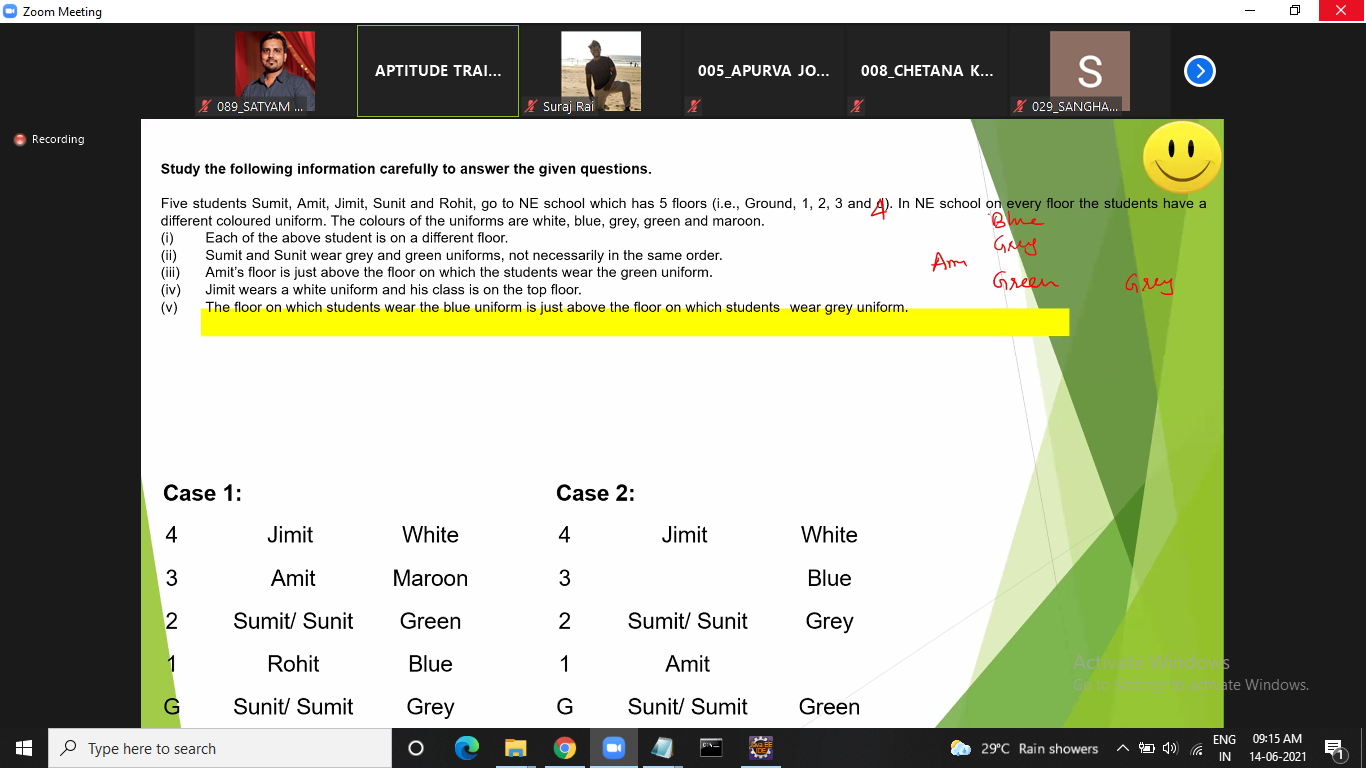 Zoom Meeting
089_SATYAM ...
APTITUDE TRAI...
Suraj Rai
005_APURVA JO...
008_CHETANA K...
S
029_SANGHA...
Recording
Study the following information carefully to answer the given questions.
Five students Sumit, Amit, Jimit, Sunit and Rohit, go to NE school which has 5 floors (i.e., Ground, 1, 2, 3 and 4). In NE school on every floor the students have a
different coloured uniform. The colours of the uniforms are white, blue, grey, green and maroon.
(i) Each of the above student is on a different floor.
(ii) Sumit and Sunit wear grey and green uniforms, not necessarily in the same order.
(iii) Amit's floor is just above the floor on which the students wear the green uniform.
(iv) Jimit wears a white uniform and his class is on the top floor.
(v) The floor on which students wear the blue uniform is just above the floor on which students wear grey uniform.
4
Blue
Grey
Am
Green Grey
Case 1: Case 2:
4 Jimit White 4 Jimit White
3 Amit Maroon 3 Blue
2 Sumit/ Sunit Green 2 Sumit/ Sunit Grey
1 Rohit Blue 1 Amit
G Sunit/ Sumit Grey G Sunit/ Sumit Green
Activate Windows
Go to Settings to activate Windows.
Type here to search
29°C Rain showers
ENG
IN
09:15 AM
14-06-2021
1